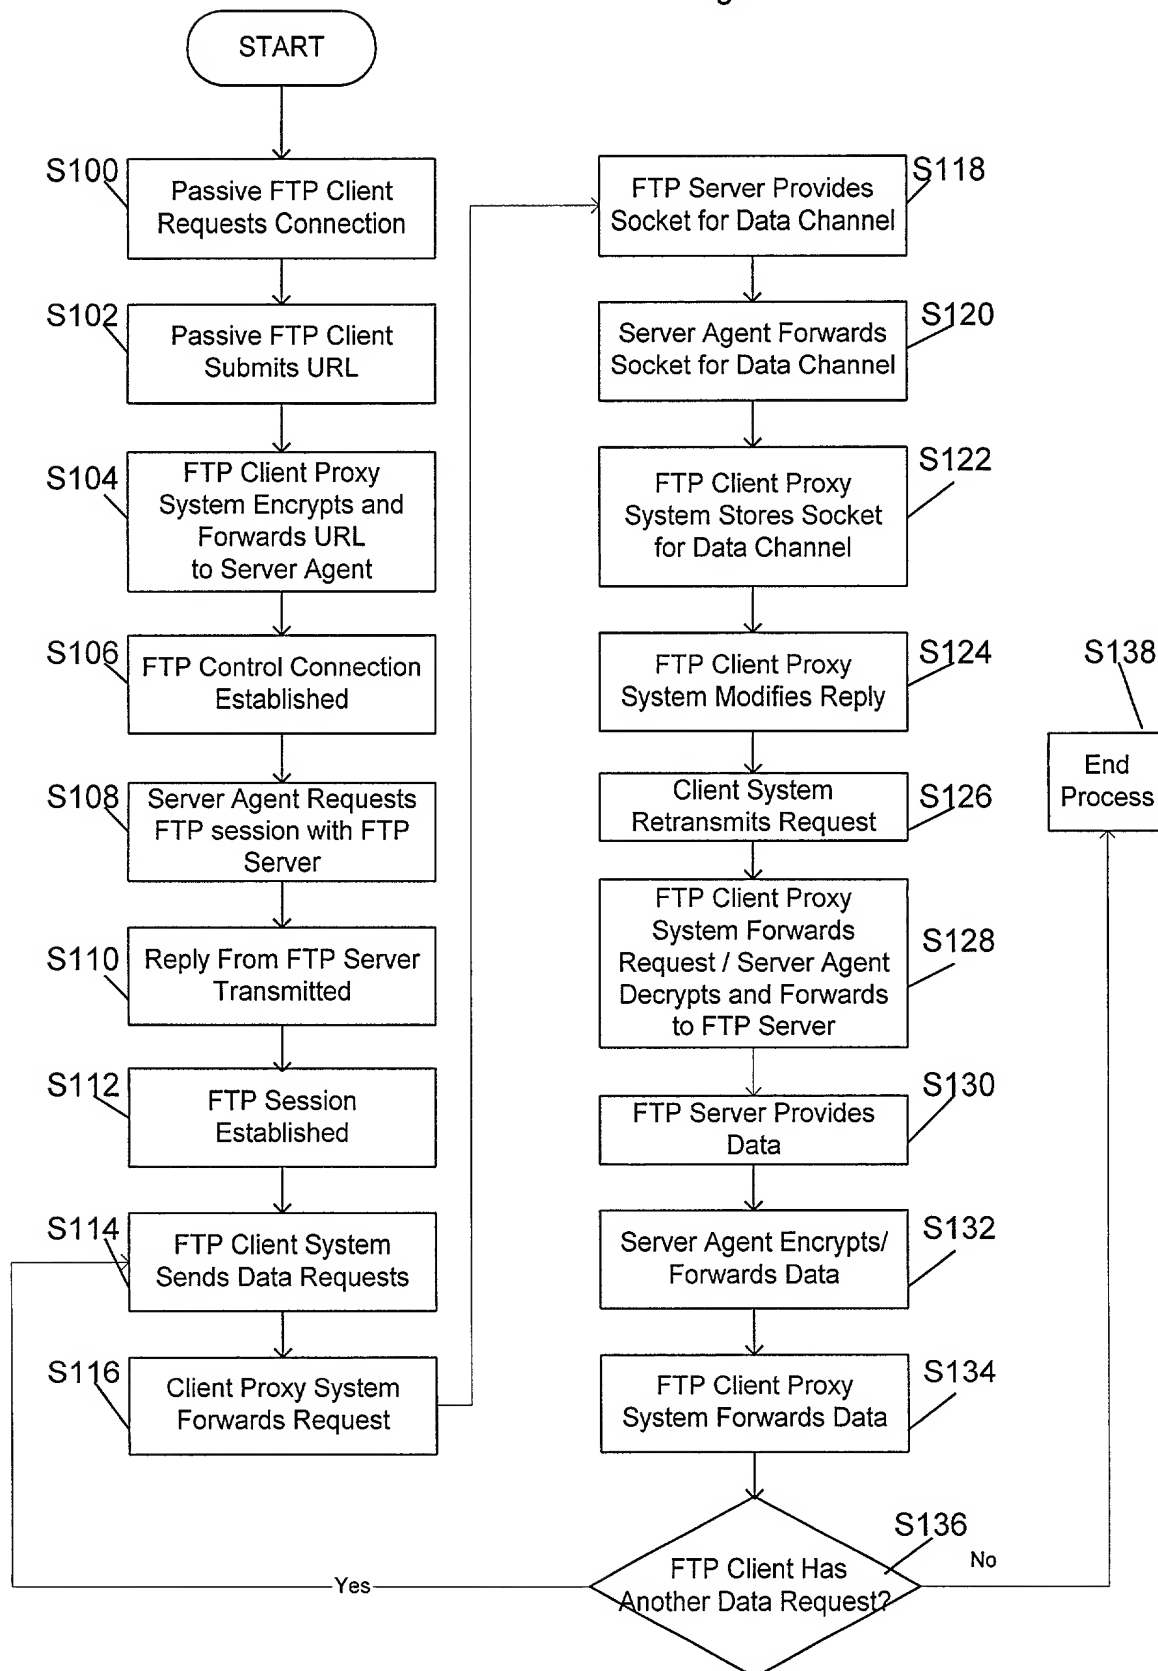 START
S100
Passive FTP Client
Requests Connection
S102
Passive FTP Client
Submits URL
S104
FTP Client Proxy
System Encrypts and
Forwards URL
to Server Agent
S106
FTP Control Connection
Established
S108
Server Agent Requests
FTP session with FTP
Server
S110
Reply From FTP Server
Transmitted
S112
FTP Session
Established
S114
FTP Client System
Sends Data Requests
S116
Client Proxy System
Forwards Request
S118
FTP Server Provides
Socket for Data Channel
S120
Server Agent Forwards
Socket for Data Channel
S122
FTP Client Proxy
System Stores Socket
for Data Channel
S124
FTP Client Proxy
System Modifies Reply
S126
Client System
Retransmits Request
S128
FTP Client Proxy
System Forwards
Request / Server Agent
Decrypts and Forwards
to FTP Server
S130
FTP Server Provides
Data
S132
Server Agent Encrypts/
Forwards Data
S134
FTP Client Proxy
System Forwards Data
S136
FTP Client Has
Another Data Request?
Yes
No
S138
End
Process